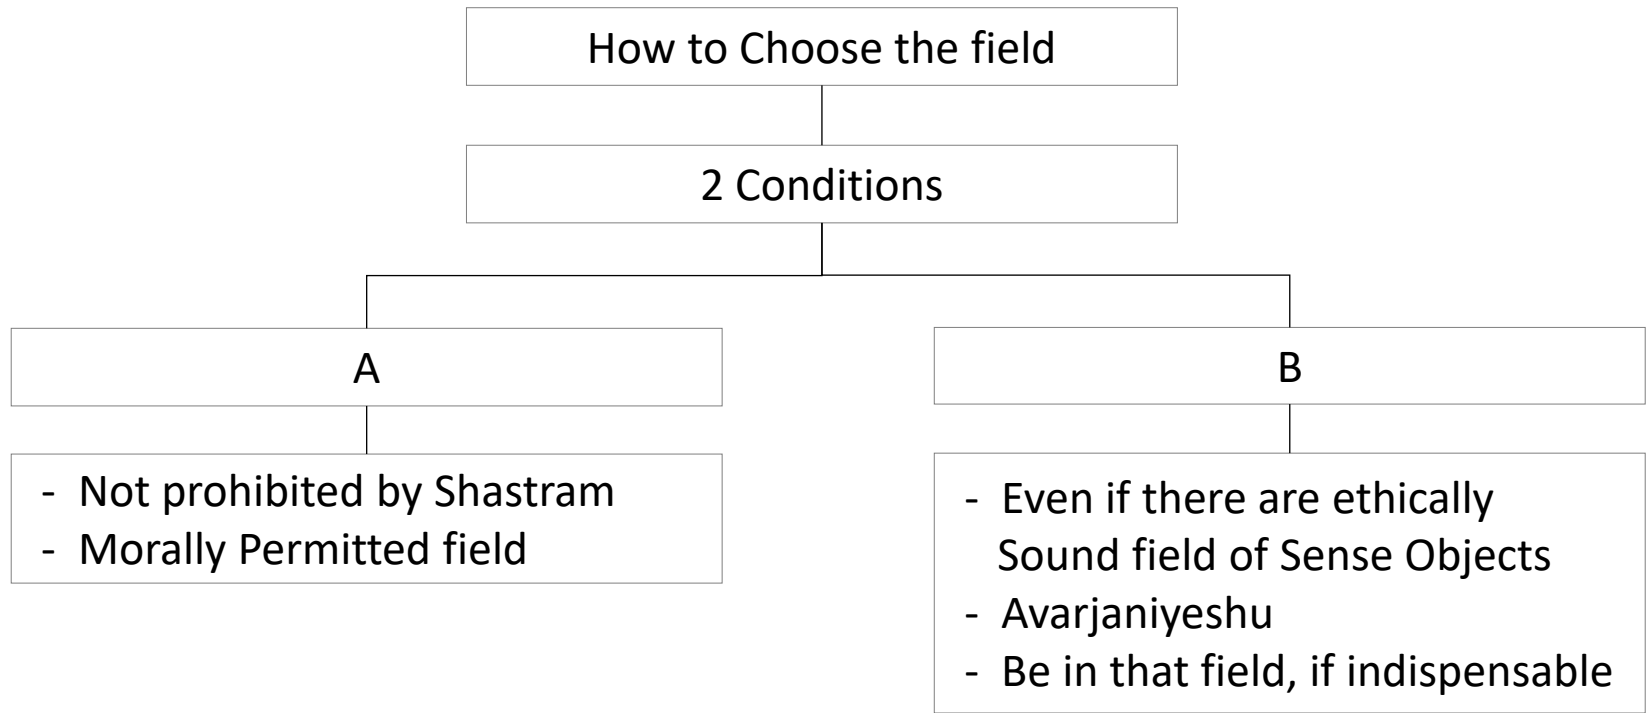 How to Choose the field
2 Conditions
A
- Not prohibited by Shastram
- Morally Permitted field
B
- Even if there are ethically
Sound field of Sense Objects
- Avarjaniyeshu
- Be in that field, if indispensable